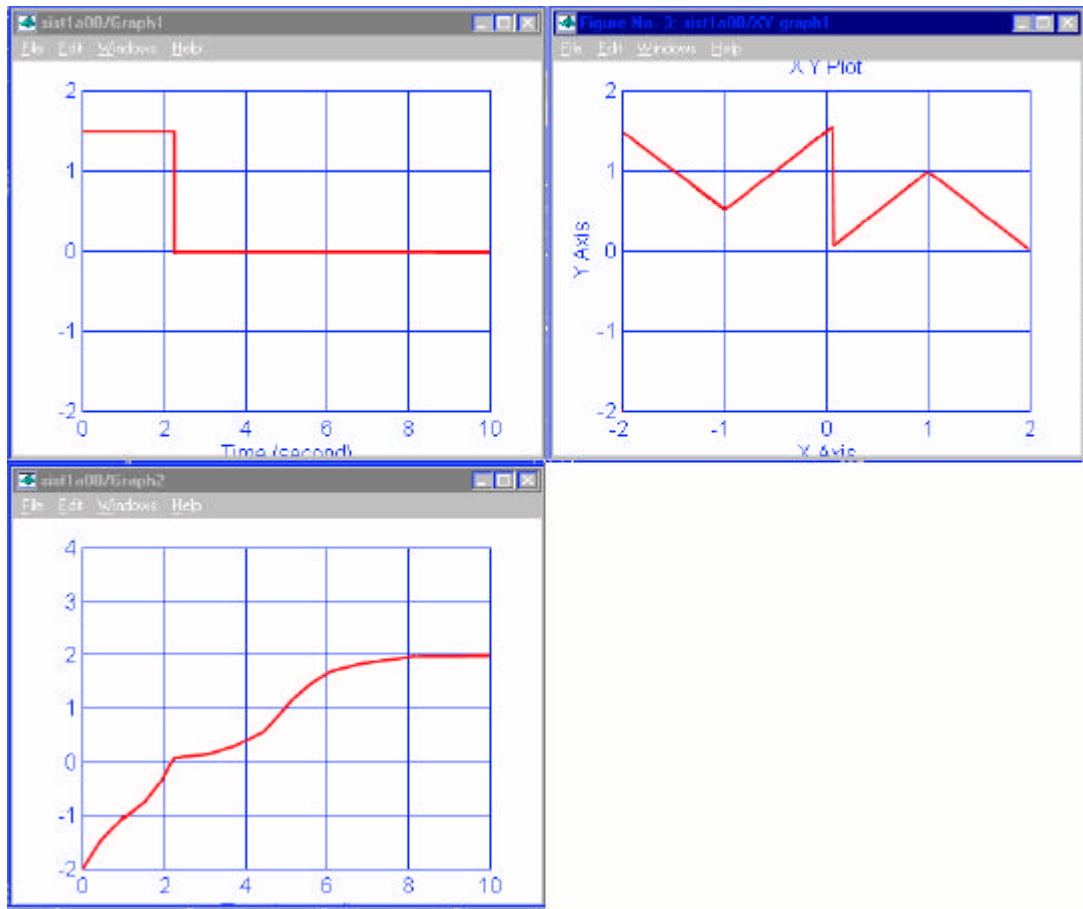 sist1a00/Graph1
File Edit Windows Help
2
1
0
-1
-2
0 2 4 6 8 10
Time (second)
Figure No. 3: sist1a00/XY graph1
File Edit Windows Help
X Y Plot
2
1
0
-1
-2
Y Axis
-2 -1 0 1 2
X Axis
sist1a00/Graph2
File Edit Windows Help
4
3
2
1
0
-1
-2
0 2 4 6 8 10